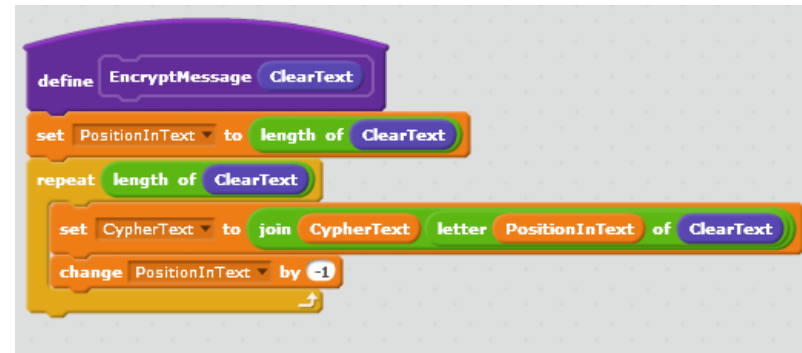 define EncryptMessage ClearText
set PositionInText to length of ClearText
repeat length of ClearText
set CypherText to join CypherText letter PositionInText of ClearText
change PositionInText by -1